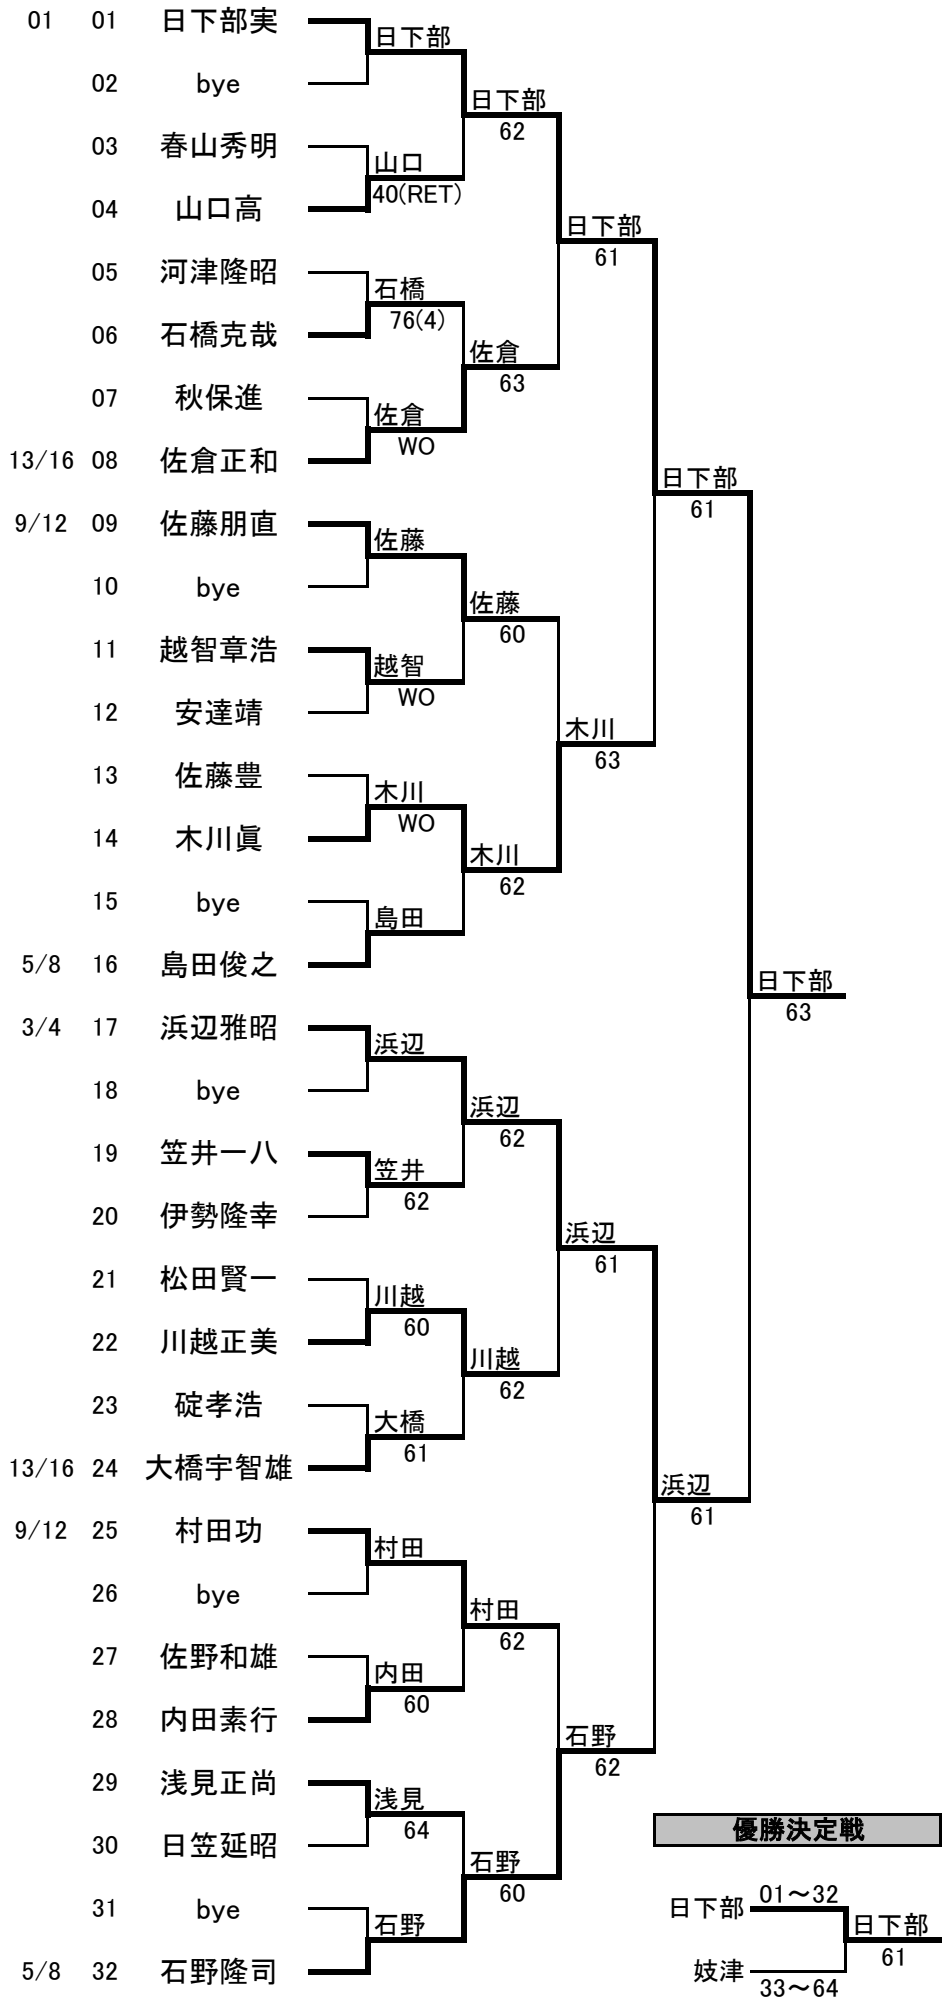 01 01 日下部実
02 bye
03 春山秀明
04 山口高
05 河津隆昭
06 石橋克哉
07 秋保進
13/16 08 佐倉正和
9/12 09 佐藤朋直
10 bye
11 越智章浩
12 安達靖
13 佐藤豊
14 木川眞
15 bye
5/8 16 島田俊之
3/4 17 浜辺雅昭
18 bye
19 笠井一八
20 伊勢隆幸
21 松田賢一
22 川越正美
23 碇孝浩
13/16 24 大橋宇智雄
9/12 25 村田功
26 bye
27 佐野和雄
28 内田素行
29 浅見正尚
30 日笠延昭
31 bye
5/8 32 石野隆司
日下部
山口
40(RET)
石橋
76(4)
佐倉
WO
佐藤
越智
WO
木川
WO
島田
浜辺
笠井
62
川越
60
大橋
61
村田
内田
60
浅見
64
石野
日下部
62
佐倉
63
佐藤
60
木川
62
浜辺
62
川越
62
村田
62
石野
60
日下部
61
木川
63
浜辺
61
石野
62
日下部
61
浜辺
61
日下部
63
優勝決定戦
日下部 01～32
妓津 33～64
日下部
61